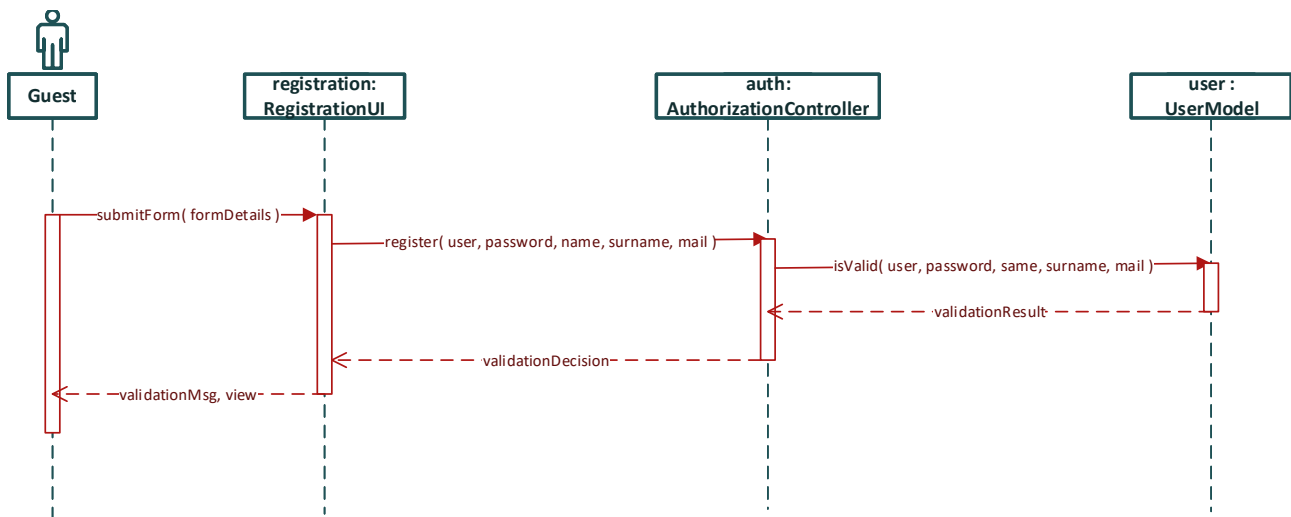 Guest
registration:
RegistrationUI
auth:
AuthorizationController
user :
UserModel
submitForm( formDetails )
register( user, password, name, surname, mail )
isValid( user, password, same, surname, mail )
validationResult
validationDecision
validationMsg, view